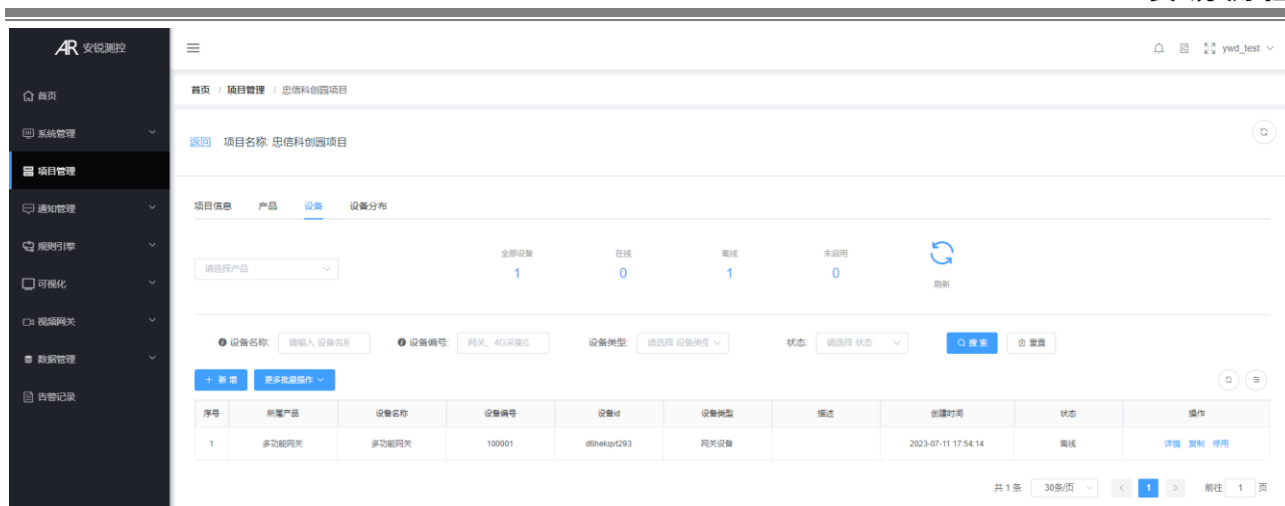 AR 安锐测控
ywd_test
首页
系统管理
项目管理
通知管理
规则引擎
可视化
视频网关
数据管理
告警记录
首页 / 项目管理 / 忠信科创园项目
返回 项目名称: 忠信科创园项目
项目信息 产品 设备 设备分布
请选择产品
全部设备 在线 离线 未启用
1 0 1 0
刷新
设备名称: 请输入 设备名称 设备编号: 网关、4G采集仪 设备类型: 请选择 设备类型 状态: 请选择 状态 搜 索 重置
+ 新 增 更多批量操作
序号 所属产品 设备名称 设备编号 设备id 设备类型 描述 创建时间 状态 操作
1 多功能网关 多功能网关 100001 d6hekqvt293 网关设备 2023-07-11 17:54:14 离线 详情 复制 停用
共 1 条 30条/页 < 1 > 前往 1 页